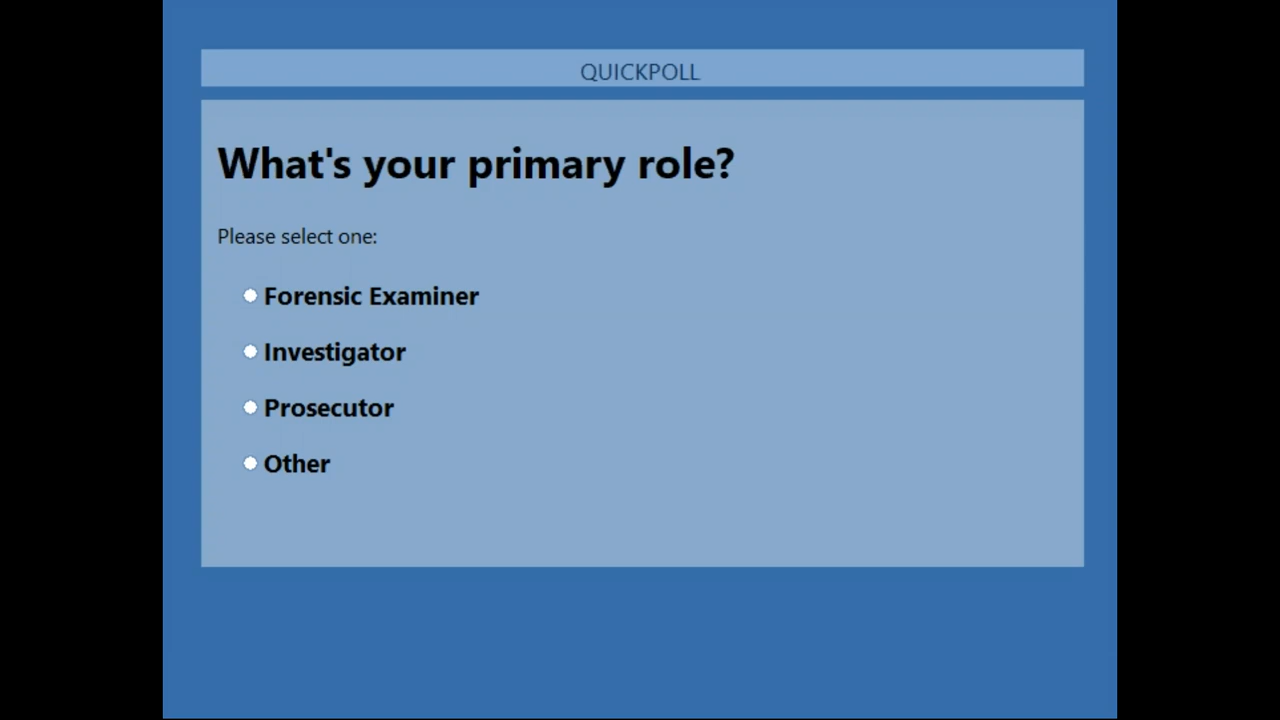 QUICKPOLL
What's your primary role?
Please select one:
Forensic Examiner
Investigator
Prosecutor
Other